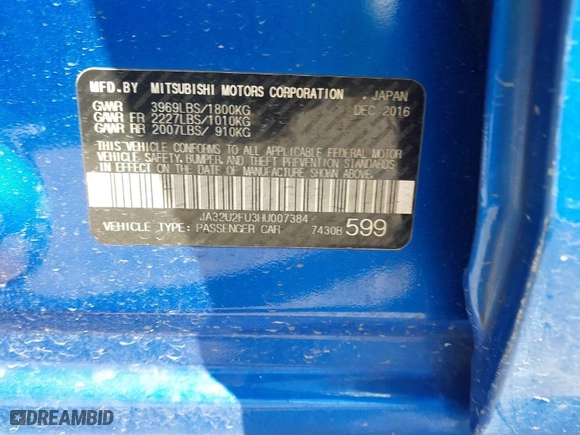 MFD.BY MITSUBISHI MOTORS CORPORATION , JAPAN
GVWR 3969LBS/1800KG DEC 2016
GAWR FR 2227LBS/1010KG
GAWR RR 2007LBS/ 910KG
THIS VEHICLE CONFORMS TO ALL APPLICABLE FEDERAL MOTOR
VEHICLE SAFETY, BUMPER, AND THEFT PREVENTION STANDARDS
IN EFFECT ON THE DATE OF MANUFACTURE SHOWN ABOVE.
JA32U2FU3HU007384
VEHICLE TYPE: PASSENGER CAR 7430B 599
DREAMBID